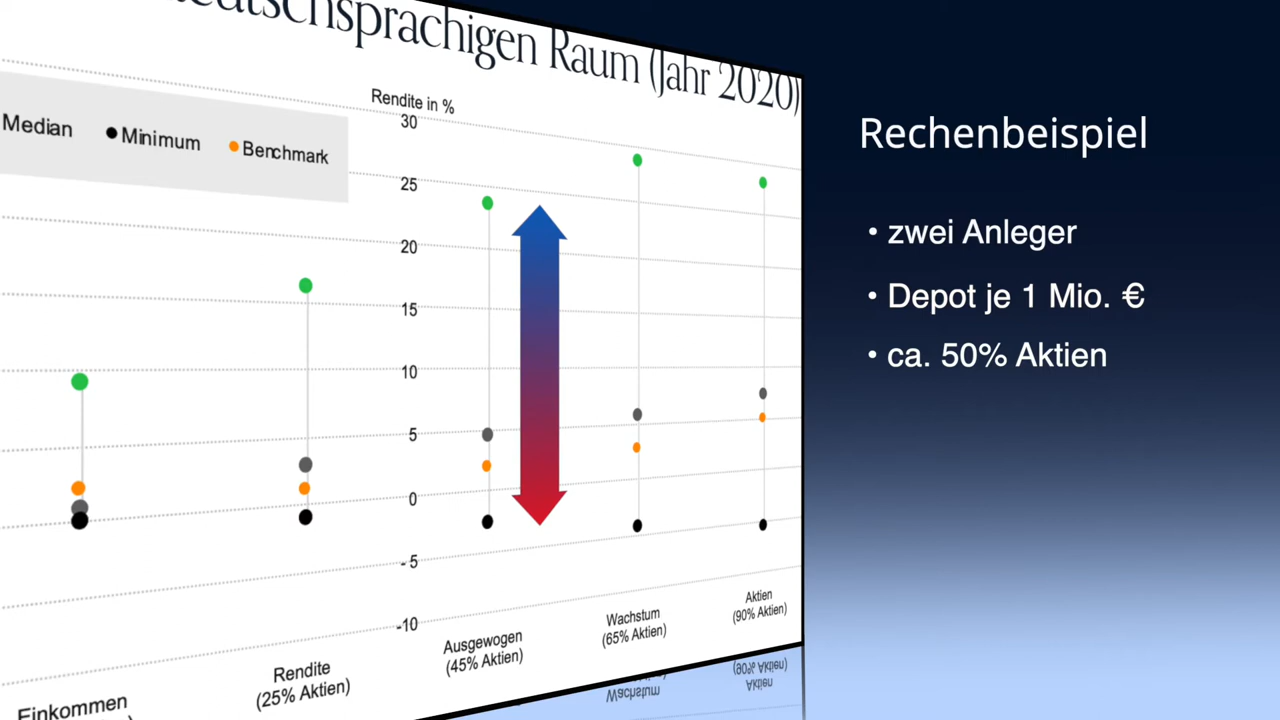 deutschsprachigen Raum (Jahr 2020)
Median
Minimum
Benchmark
Rendite in %
30
25
20
15
10
5
0
- 5
-10
Einkommen
Rendite
(25% Aktien)
Ausgewogen
(45% Aktien)
Wachstum
(65% Aktien)
Aktien
(90% Aktien)
Rechenbeispiel
• zwei Anleger
• Depot je 1 Mio. €
• ca. 50% Aktien